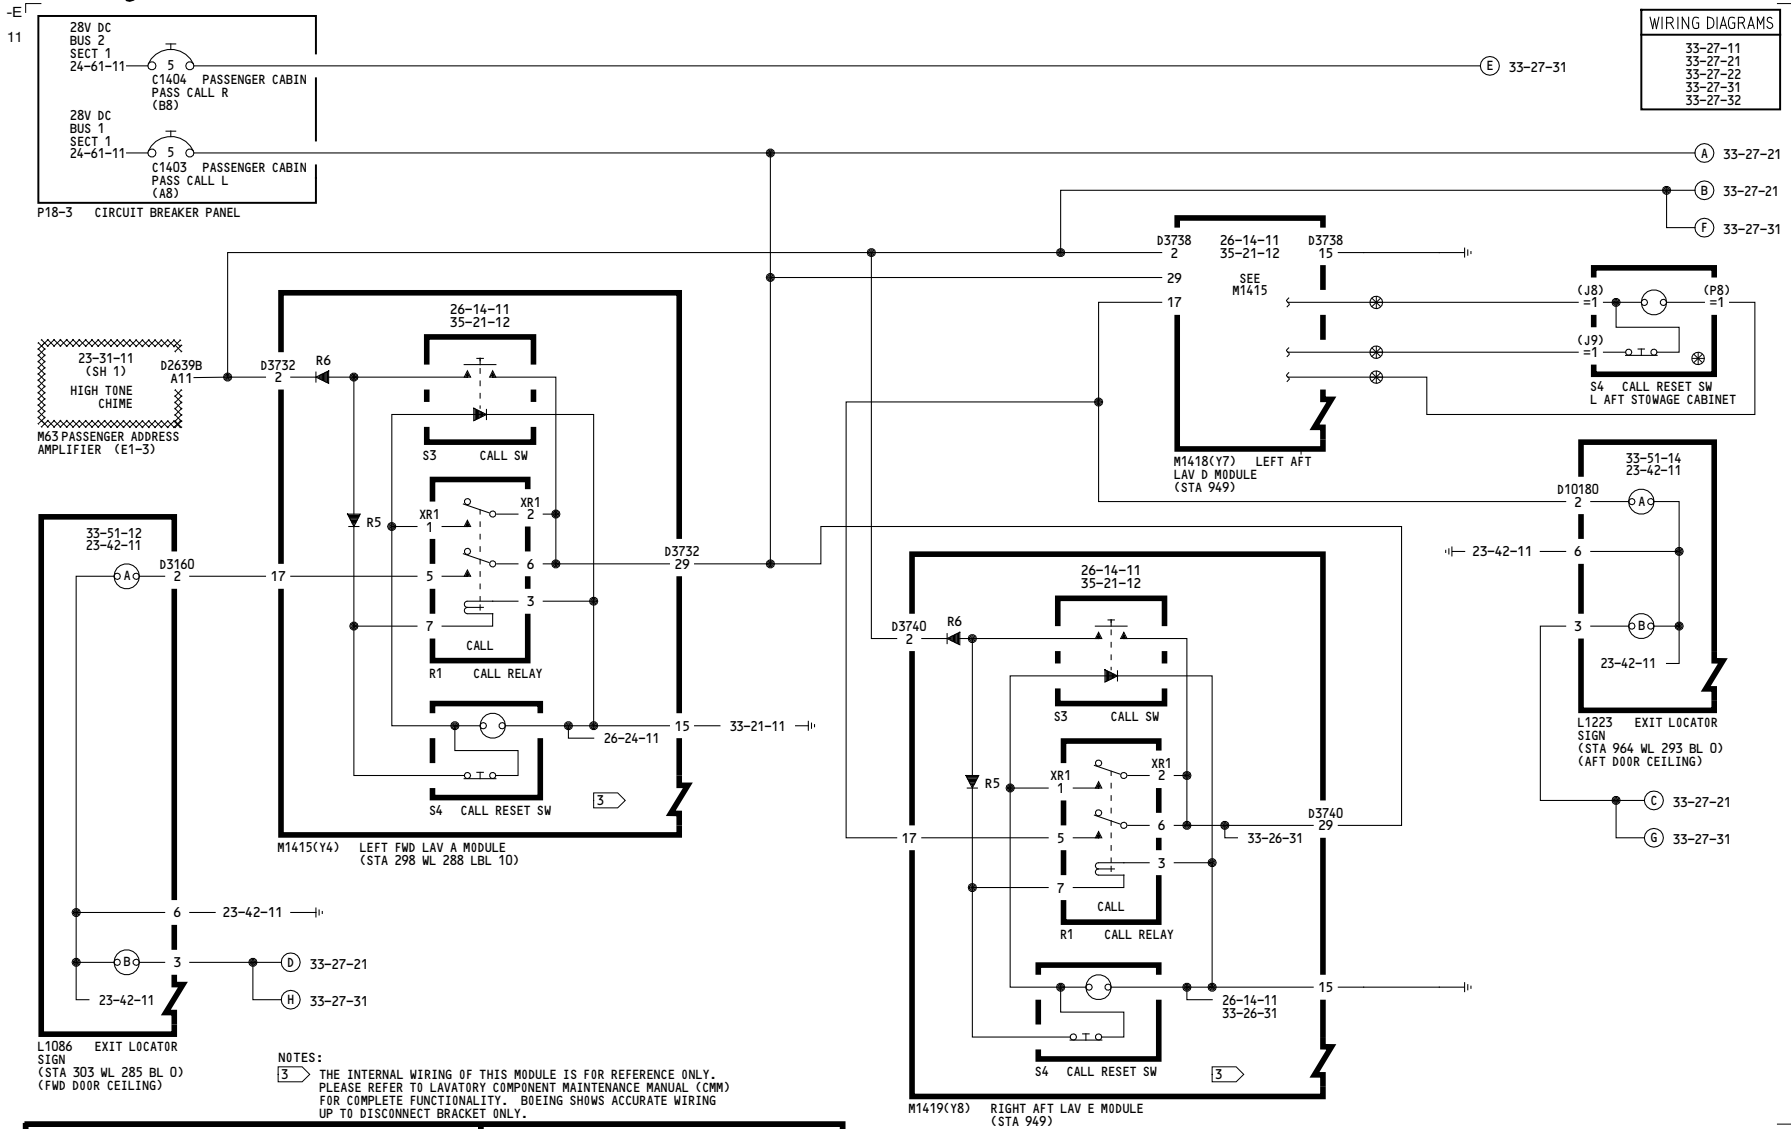 -E
11
28V DC
BUS 2
SECT 1
24-61-11
5
C1404 PASSENGER CABIN
PASS CALL R
(B8)
28V DC
BUS 1
SECT 1
24-61-11
5
C1403 PASSENGER CABIN
PASS CALL L
(A8)
P18-3 CIRCUIT BREAKER PANEL
E 33-27-31
WIRING DIAGRAMS
33-27-11
33-27-21
33-27-22
33-27-31
33-27-32
A 33-27-21
B 33-27-21
F 33-27-31
23-31-11
(SH 1)
HIGH TONE
CHIME
D2639B
A11
M63 PASSENGER ADDRESS
AMPLIFIER (E1-3)
D3732
2
R6
26-14-11
35-21-12
S3 CALL SW
R5
XR1
1
XR1
2
5
6
3
7
CALL
R1 CALL RELAY
17
D3732
29
15
33-21-11
26-24-11
S4 CALL RESET SW
3
M1415(Y4) LEFT FWD LAV A MODULE
(STA 298 WL 288 LBL 10)
33-51-12
23-42-11
A
D3160
2
6
23-42-11
B
3
23-42-11
D 33-27-21
H 33-27-31
L1086 EXIT LOCATOR
SIGN
(STA 303 WL 285 BL 0)
(FWD DOOR CEILING)
D3738
2
26-14-11
35-21-12
D3738
15
29
17
SEE
M1415
M1418(Y7) LEFT AFT
LAV D MODULE
(STA 949)
(J8)
=1
(P8)
=1
(J9)
=1
S4 CALL RESET SW
L AFT STOWAGE CABINET
33-51-14
23-42-11
D10180
2
A
23-42-11
6
3
B
23-42-11
L1223 EXIT LOCATOR
SIGN
(STA 964 WL 293 BL 0)
(AFT DOOR CEILING)
C 33-27-21
G 33-27-31
26-14-11
35-21-12
D3740
2
R6
S3 CALL SW
R5
XR1
1
XR1
2
5
6
3
7
CALL
R1 CALL RELAY
17
33-26-31
D3740
29
15
26-14-11
33-26-31
S4 CALL RESET SW
3
M1419(Y8) RIGHT AFT LAV E MODULE
(STA 949)
NOTES:
3 THE INTERNAL WIRING OF THIS MODULE IS FOR REFERENCE ONLY.
PLEASE REFER TO LAVATORY COMPONENT MAINTENANCE MANUAL (CMM)
FOR COMPLETE FUNCTIONALITY. BOEING SHOWS ACCURATE WIRING
UP TO DISCONNECT BRACKET ONLY.